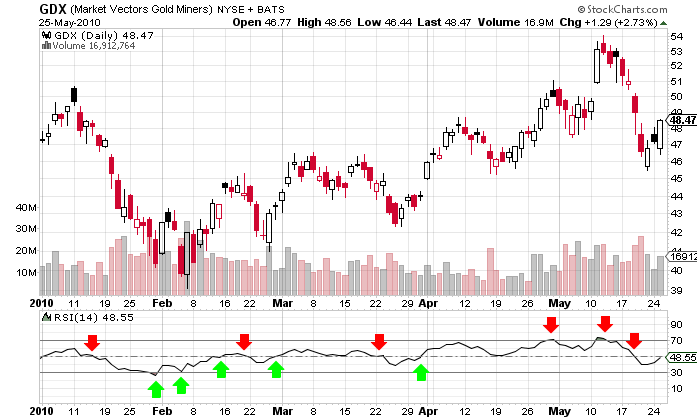 GDX (Market Vectors Gold Miners) NYSE + BATS © StockCharts.com
25-May-2010 Open 46.77 High 48.56 Low 46.44 Last 48.47 Volume 16.9M Chg +1.29 (+2.73%)
GDX (Daily) 48.47
Volume 16,912,764
54
53
52
51
50
49
48.47
48
47
46
45
44
43
42
41
40
39
40M
30M
20M
10M
16912
2010 11 19 25 Feb 8 16 22 Mar 8 15 22 29 Apr 12 19 26 May 10 17 24
RSI(14) 48.55
90
70
48.55
30
10
2010 11 19 25 Feb 8 16 22 Mar 8 15 22 29 Apr 12 19 26 May 10 17 24